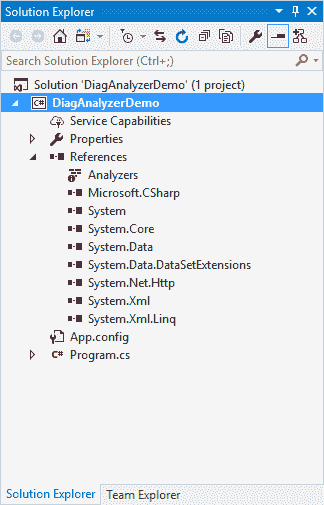 Solution Explorer
Search Solution Explorer (Ctrl+;)
Solution 'DiagAnalyzerDemo' (1 project)
C# DiagAnalyzerDemo
Service Capabilities
Properties
References
Analyzers
Microsoft.CSharp
System
System.Core
System.Data
System.Data.DataSetExtensions
System.Net.Http
System.Xml
System.Xml.Linq
App.config
C# Program.cs
Solution Explorer Team Explorer